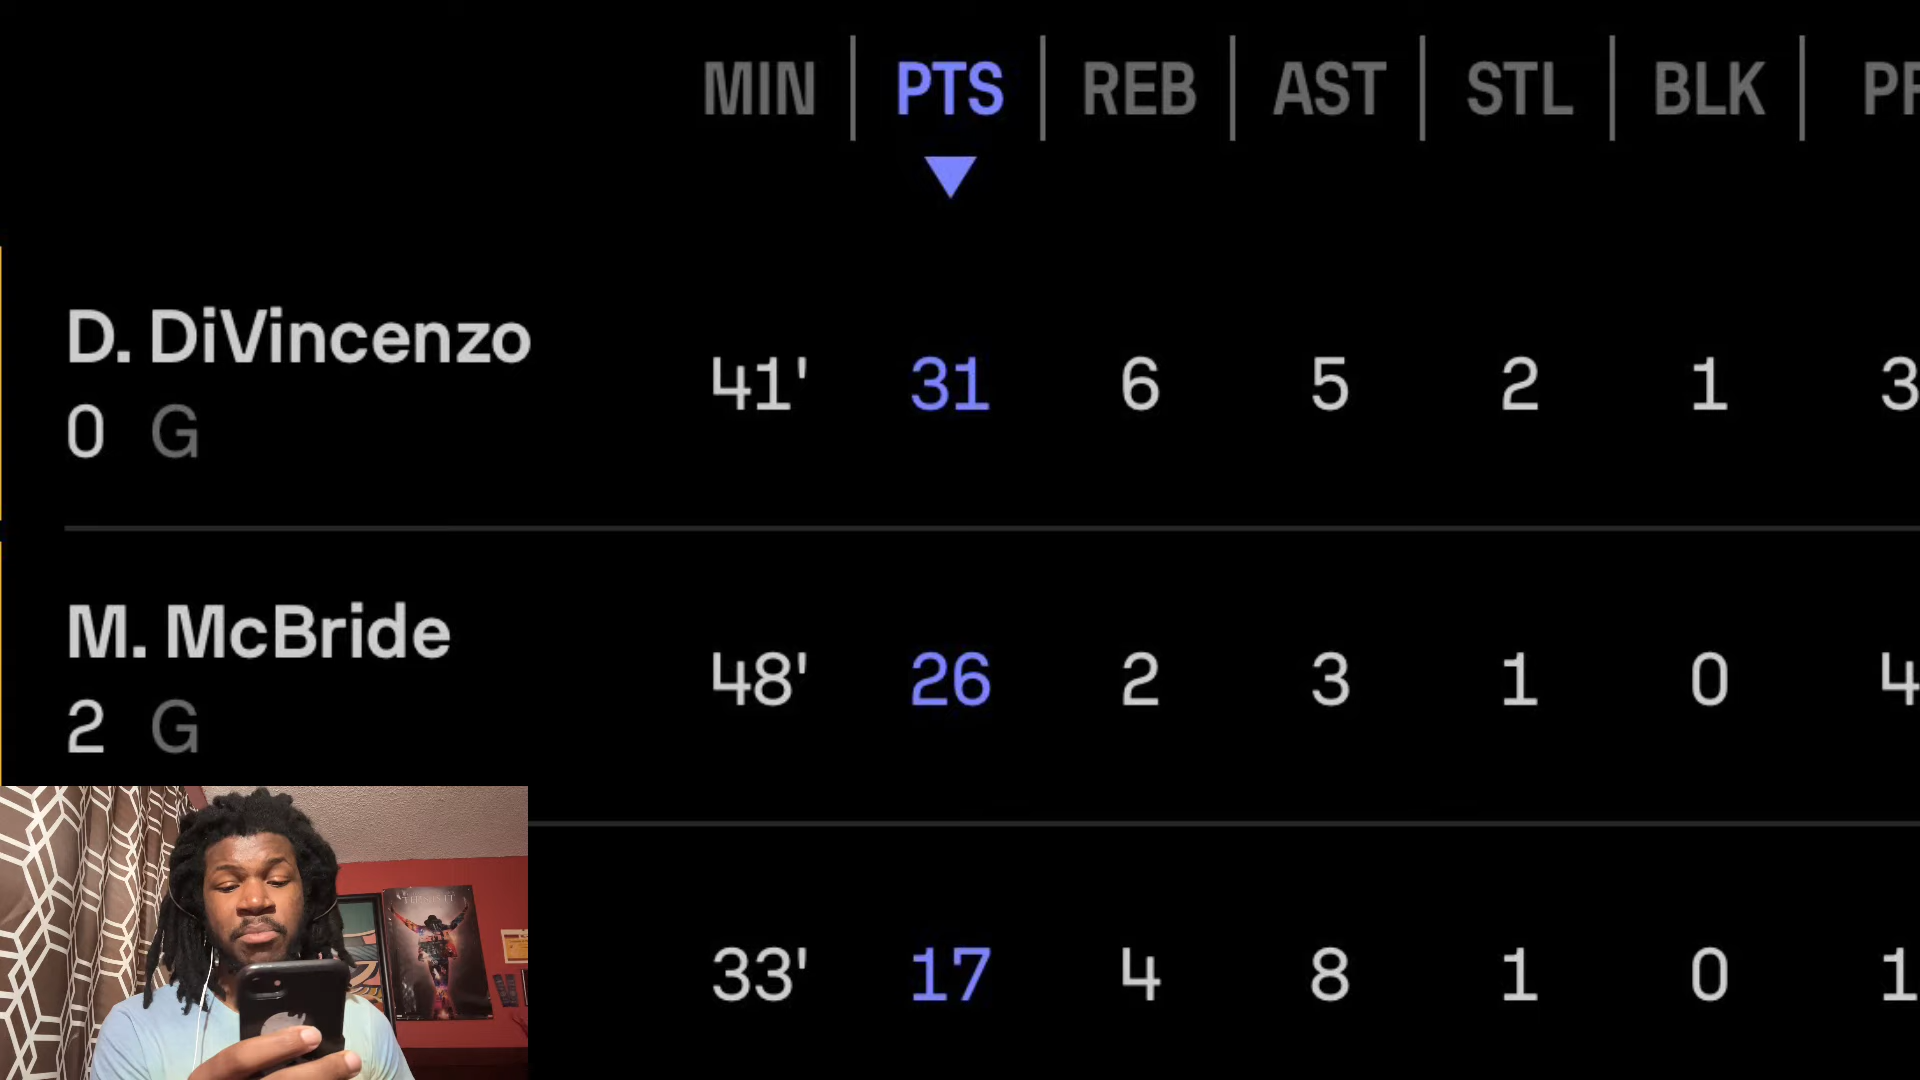 MIN PTS REB AST STL BLK
D. DiVincenzo
0 G 41' 31 6 5 2 1 3
M. McBride
2 G 48' 26 2 3 1 0 4
33' 17 4 8 1 0 1